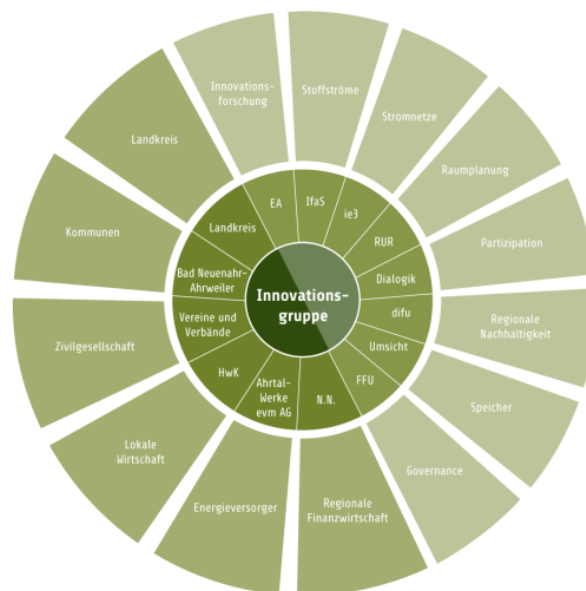 Innovations-
forschung
Stoffströme
Stromnetze
Raumplanung
Partizipation
Regionale
Nachhaltigkeit
Speicher
Governance
Regionale
Finanzwirtschaft
Energieversorger
Lokale
Wirtschaft
Zivilgesellschaft
Kommunen
Landkreis
EA
IfaS
ie3
RUR
Dialogik
difu
Umsicht
FFU
N.N.
Ahrtal-
Werke
evm AG
HwK
Vereine und
Verbände
Bad Neuenahr-
Ahrweiler
Landkreis
Innovations-
gruppe